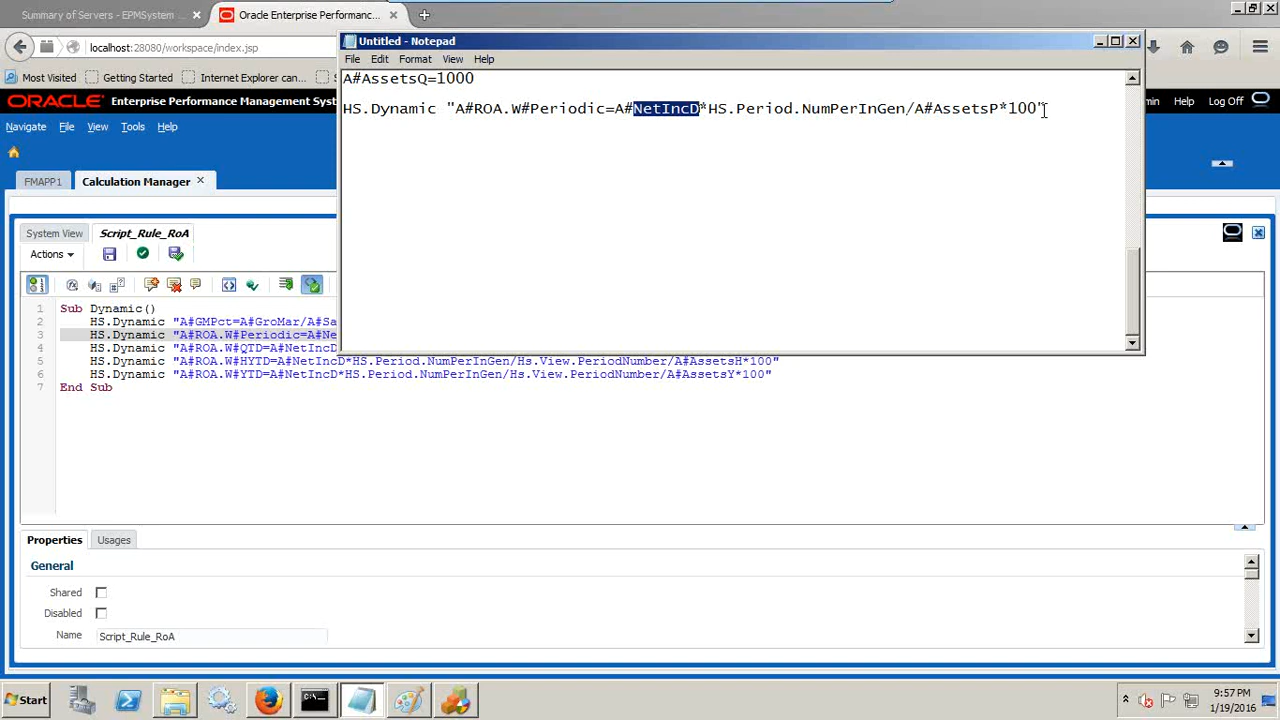 Summary of Servers - EPMSystem ...
Oracle Enterprise Performanc...
localhost:28080/workspace/index.jsp
Most Visited
Getting Started
Internet Explorer Suggeste
Enterprise Performance Management Syst
min
Help
Log Off
Navigate
File
View
Tools
Help
FMAPP1
Calculation Manager
Untitled - Notepad
File Edit Format View Help
A#AssetsQ=1000
HS.Dynamic "A#ROA.W#Periodic=A#NetIncD*HS.Period.NumPerInGen/A#AssetsP*100"
System View
Script_Rule_RoA
Actions
1 Sub Dynamic()
2 HS.Dynamic "A#GMPct=A#GroMar/A#Sa
3 HS.Dynamic "A#ROA.W#Periodic=A#Ne
4 HS.Dynamic "A#ROA.W#QTD=A#NetIncD
5 HS.Dynamic "A#ROA.W#HYTD=A#NetIncD*HS.Period.NumPerInGen/Hs.View.PeriodNumber/A#AssetsH*100"
6 HS.Dynamic "A#ROA.W#YTD=A#NetIncD*HS.Period.NumPerInGen/Hs.View.PeriodNumber/A#AssetsY*100"
7 End Sub
Properties
Usages
General
Shared
Disabled
Name
Script_Rule_RoA
Start
9:57 PM
1/19/2016